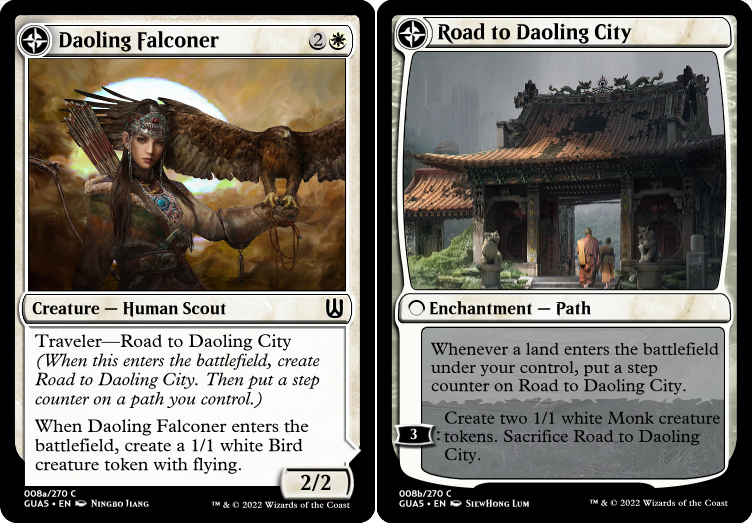 Daoling Falconer
2
Creature — Human Scout
Traveler—Road to Daoling City
(When this enters the battlefield, create
Road to Daoling City. Then put a step
counter on a path you control.)
When Daoling Falconer enters the
battlefield, create a 1/1 white Bird
creature token with flying.
2/2
008a/270 C
GUA5 • EN Ningbo Jiang
™ & © 2022 Wizards of the Coast
Road to Daoling City
Enchantment — Path
Whenever a land enters the battlefield
under your control, put a step
counter on Road to Daoling City.
3 : Create two 1/1 white Monk creature
tokens. Sacrifice Road to Daoling
City.
008b/270 C
GUA5 • EN SiewHong Lum
™ & © 2022 Wizards of the Coast